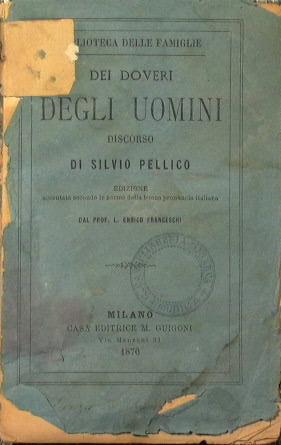 BIBLIOTECA DELLE FAMIGLIE
DEI DOVERI
DEGLI UOMINI
DISCORSO
DI SILVIO PELLICO
EDIZIONE
accentata secondo le norme della buona pronuncia italiana
DAL PROF. L. ENRICO FRANCESCHI
MILANO
CASA EDITRICE M. GUIGONI
Via Manzoni 31
1870